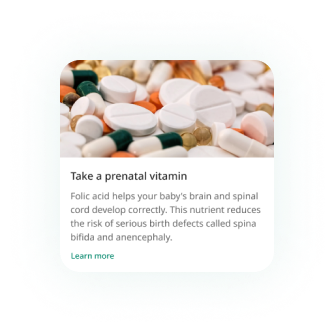 Take a prenatal vitamin
Folic acid helps your baby's brain and spinal
cord develop correctly. This nutrient reduces
the risk of serious birth defects called spina
bifida and anencephaly.
Learn more